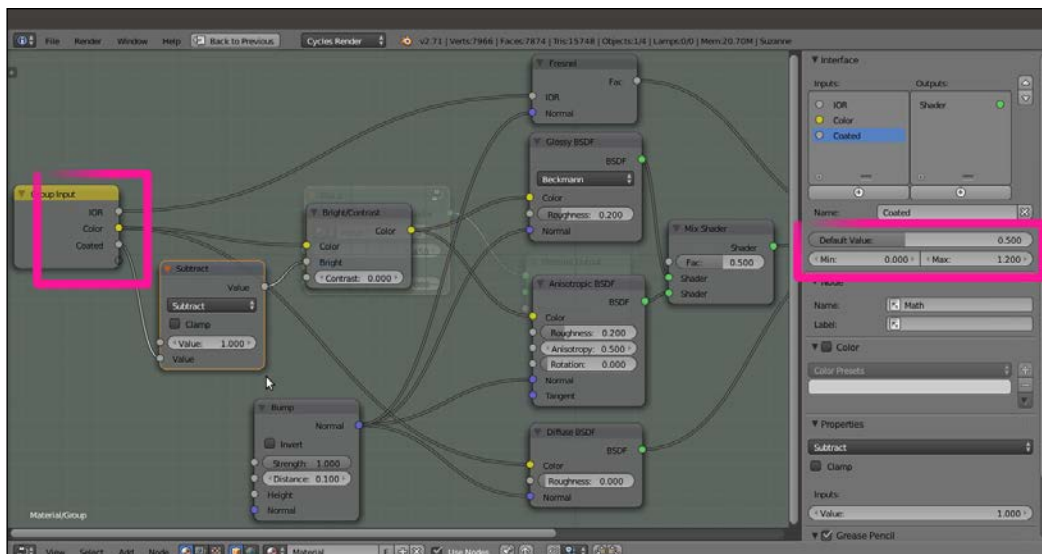 File Render Window Help Back to Previous Cycles Render v2.71 | Verts:7966 | Faces:7874 | Tris:15748 | Objects:1/4 | Lamps:0/0 | Mem:20.70M | Suzanne
Group Input
IOR
Color
Coated
Subtract
Value
Subtract
Clamp
Value: 1.000
Value
Bright/Contrast
Color
Color
Bright
Contrast: 0.000
Bump
Normal
Invert
Strength: 1.000
Distance: 0.100
Height
Normal
Fresnel
Fac
IOR
Normal
Glossy BSDF
BSDF
Beckmann
Color
Roughness: 0.200
Normal
Anisotropic BSDF
BSDF
Color
Roughness: 0.200
Anisotropy: 0.500
Rotation: 0.000
Normal
Tangent
Diffuse BSDF
BSDF
Color
Roughness: 0.000
Normal
Mix Shader
Shader
Fac: 0.500
Shader
Shader
Interface
Inputs: Outputs:
IOR Shader
Color
Coated
Name: Coated
Default Value: 0.500
Min: 0.000 Max: 1.200
Node
Name: Math
Label:
Color
Color Presets
Properties
Subtract
Clamp
Inputs:
Value: 1.000
Grease Pencil
Material/Group
View Select Add Node Material F Use Nodes